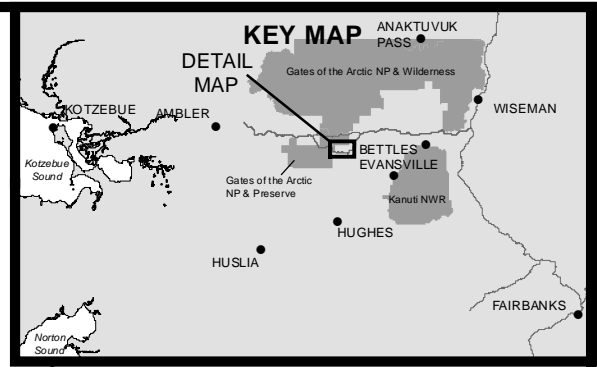 KEY MAP
ANAKTUVUK
PASS
DETAIL
MAP
Gates of the Arctic NP & Wilderness
WISEMAN
KOTZEBUE
AMBLER
BETTLES
EVANSVILLE
Kotzebue
Sound
Gates of the Arctic
NP & Preserve
Kanuti NWR
HUGHES
HUSLIA
FAIRBANKS
Norton
Sound